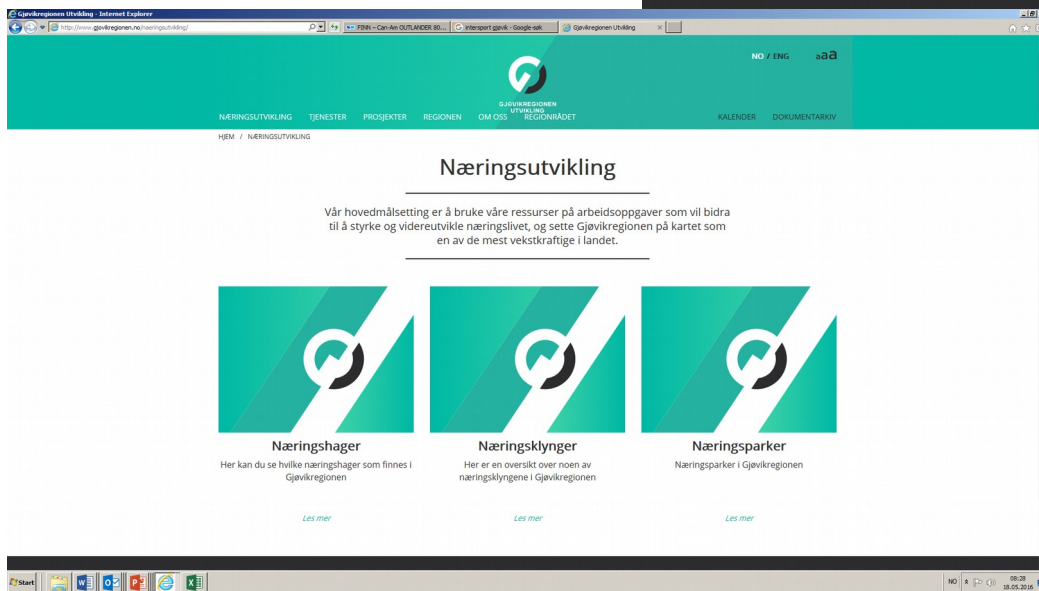 Gjøvikregionen Utvikling - Internet Explorer
http://www.gjovikregionen.no/naeringsutvikling/
FINN – Can-Am OUTLANDER 80...
intersport gjøvik - Google-søk
Gjøvikregionen Utvikling
NO / ENG
aaa
GJØVIKREGIONEN
UTVIKLING
NÆRINGSUTVIKLING TJENESTER PROSJEKTER REGIONEN OM OSS REGIONRÅDET KALENDER DOKUMENTARKIV
HJEM / NÆRINGSUTVIKLING
Næringsutvikling
Vår hovedmålsetting er å bruke våre ressurser på arbeidsoppgaver som vil bidra
til å styrke og videreutvikle næringslivet, og sette Gjøvikregionen på kartet som
en av de mest vekstkraftige i landet.
Næringshager
Her kan du se hvilke næringshager som finnes i
Gjøvikregionen
Les mer
Næringsklynger
Her er en oversikt over noen av
næringsklyngene i Gjøvikregionen
Les mer
Næringsparker
Næringsparker i Gjøvikregionen
Les mer
Start
NO
08:28
18.05.2016